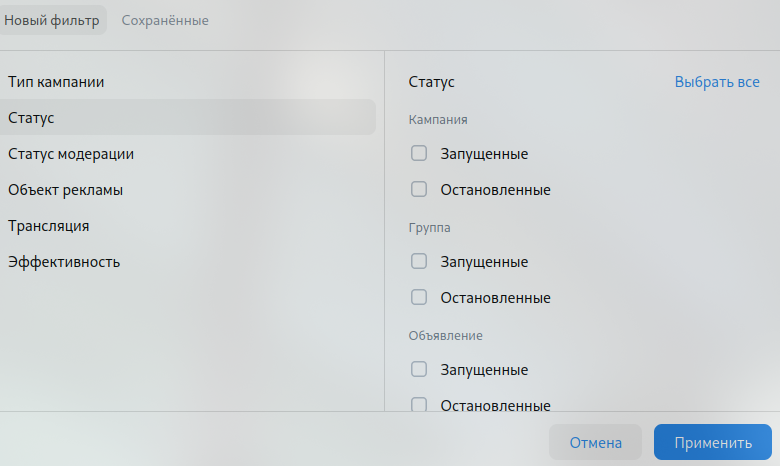 Новый фильтр
Сохранённые
Тип кампании
Статус
Статус модерации
Объект рекламы
Трансляция
Эффективность
Статус
Выбрать все
Кампания
Запущенные
Остановленные
Группа
Запущенные
Остановленные
Объявление
Запущенные
Остановленные
Отмена
Применить